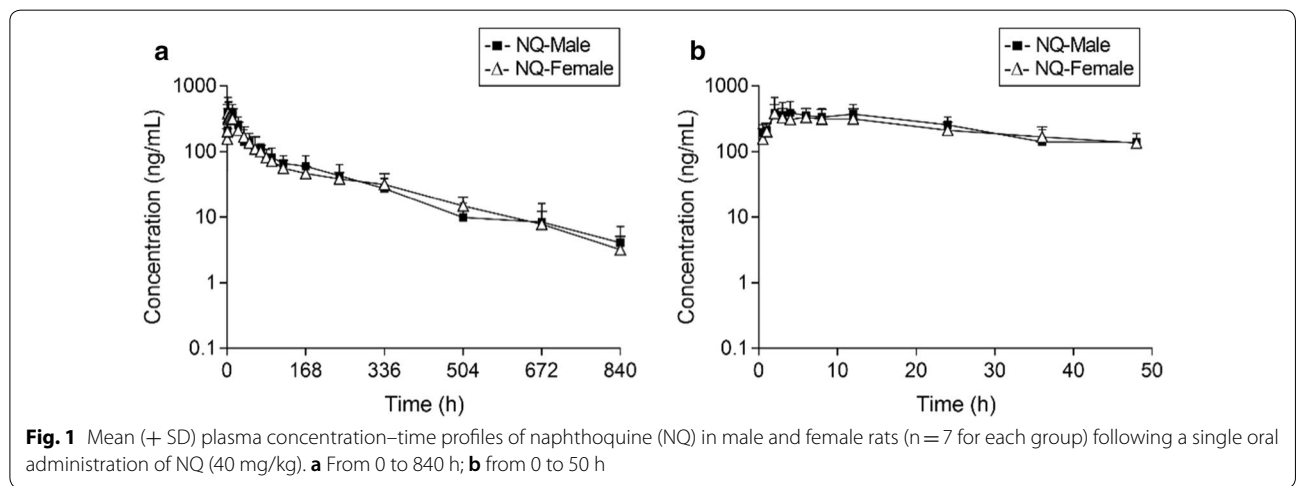 a
NQ-Male
NQ-Female
1000
100
10
1
0.1
Concentration (ng/mL)
0 168 336 504 672 840
Time (h)
b
NQ-Male
NQ-Female
1000
100
10
1
0.1
Concentration (ng/mL)
0 10 20 30 40 50
Time (h)
Fig. 1 Mean (+ SD) plasma concentration–time profiles of naphthoquine (NQ) in male and female rats (n = 7 for each group) following a single oral
administration of NQ (40 mg/kg). a From 0 to 840 h; b from 0 to 50 h